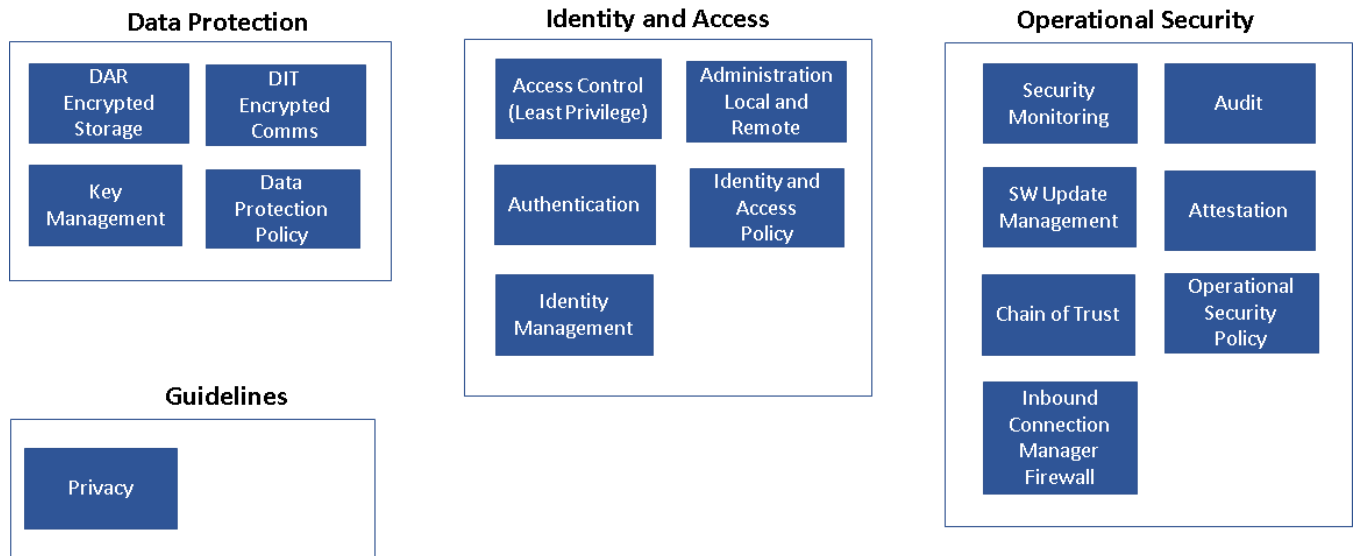 Data Protection
DAR
Encrypted
Storage
DIT
Encrypted
Comms
Key
Management
Data
Protection
Policy
Identity and Access
Access Control
(Least Privilege)
Administration
Local and
Remote
Authentication
Identity and
Access
Policy
Identity
Management
Operational Security
Security
Monitoring
Audit
SW Update
Management
Attestation
Chain of Trust
Operational
Security
Policy
Inbound
Connection
Manager
Firewall
Guidelines
Privacy